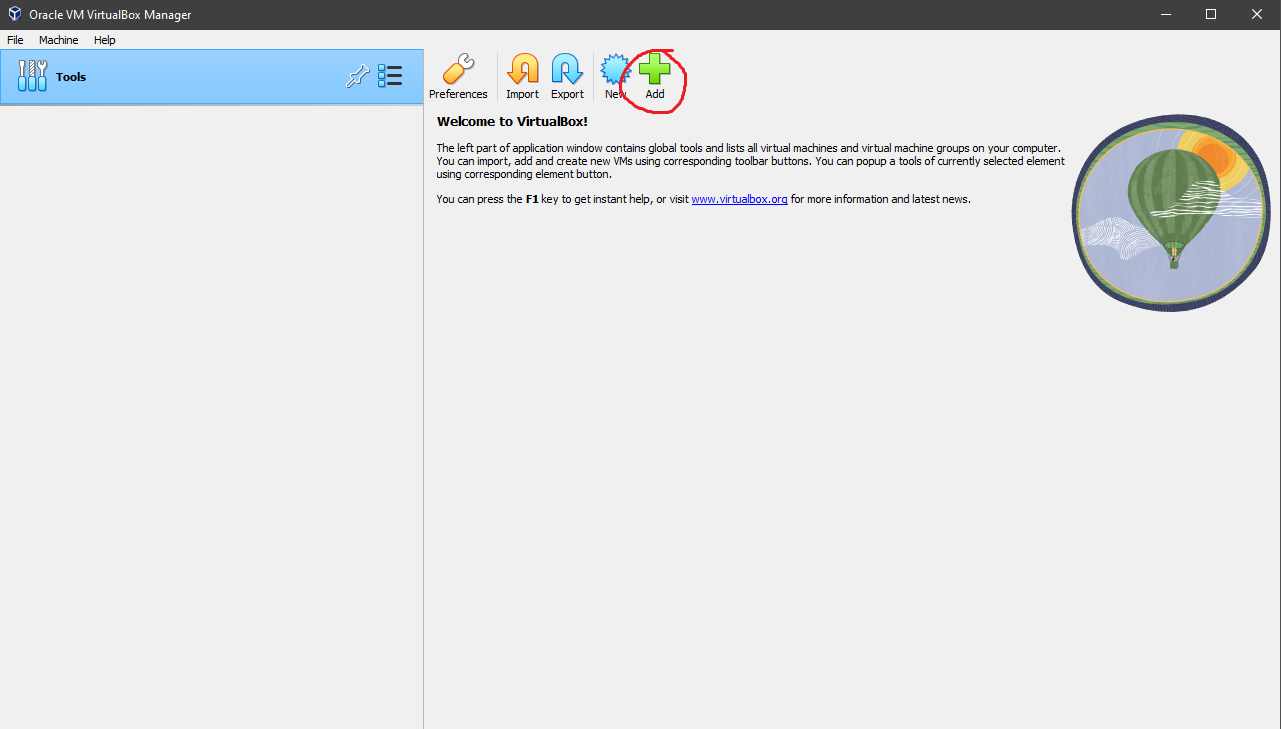 Oracle VM VirtualBox Manager
File Machine Help
Tools
Preferences Import Export New Add
Welcome to VirtualBox!
The left part of application window contains global tools and lists all virtual machines and virtual machine groups on your computer.
You can import, add and create new VMs using corresponding toolbar buttons. You can popup a tools of currently selected element
using corresponding element button.
You can press the F1 key to get instant help, or visit www.virtualbox.org for more information and latest news.